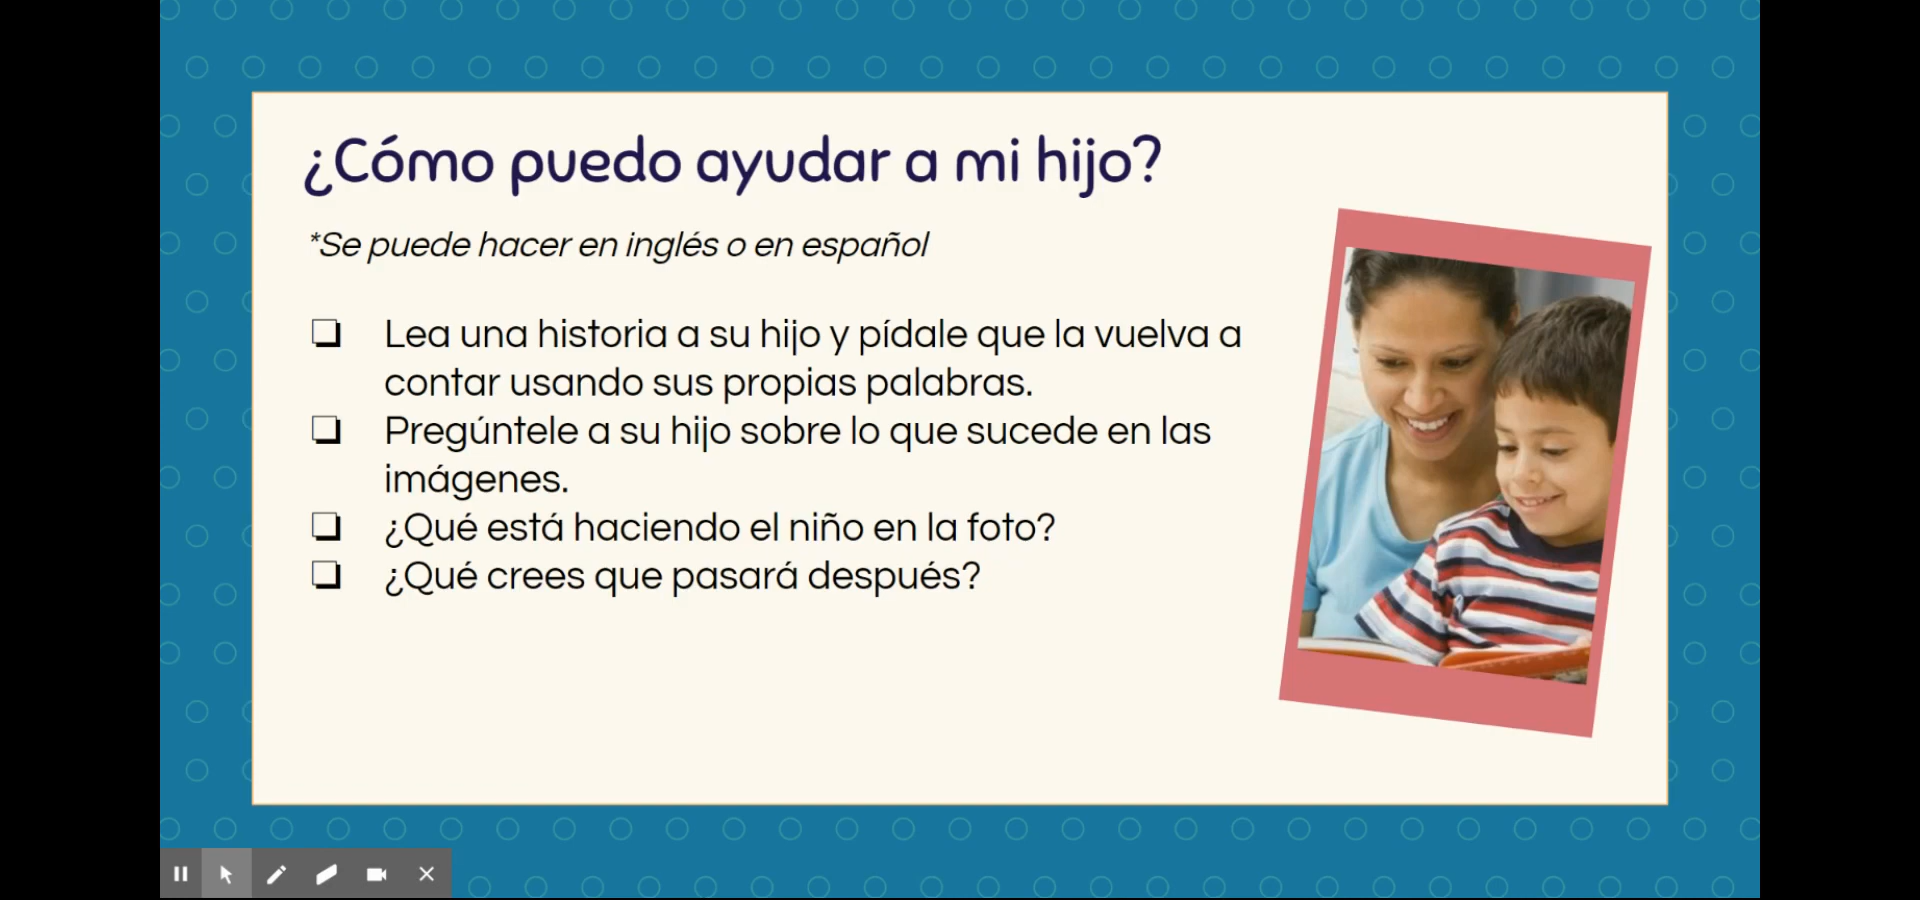 ¿Cómo puedo ayudar a mi hijo?
*Se puede hacer en inglés o en español
Lea una historia a su hijo y pídale que la vuelva a
contar usando sus propias palabras.
Pregúntele a su hijo sobre lo que sucede en las
imágenes.
¿Qué está haciendo el niño en la foto?
¿Qué crees que pasará después?